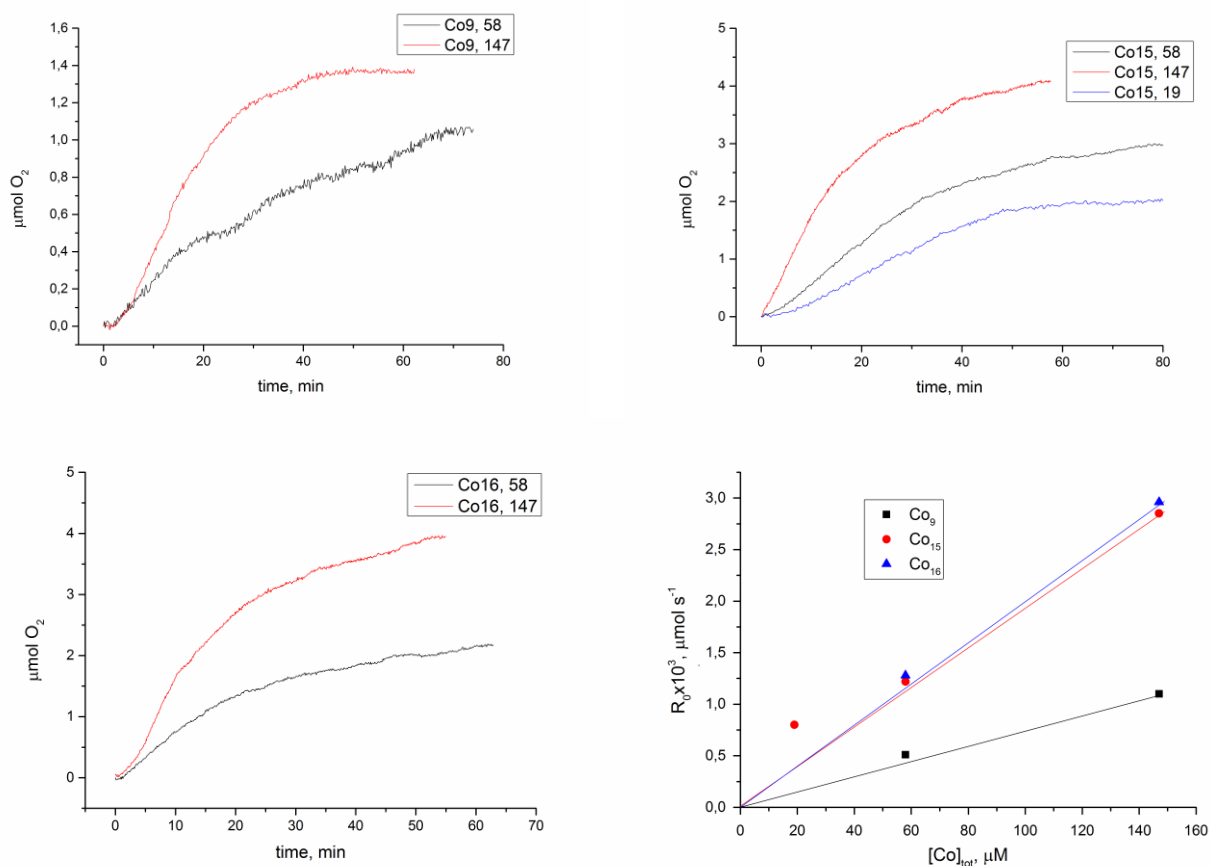 Co9, 58
Co9, 147
1,6
1,4
1,2
1,0
0,8
0,6
0,4
0,2
0,0
µmol O₂
0 20 40 60 80
time, min
Co15, 58
Co15, 147
Co15, 19
5
4
3
2
1
0
µmol O₂
0 20 40 60 80
time, min
Co16, 58
Co16, 147
5
4
3
2
1
0
µmol O₂
0 10 20 30 40 50 60 70
time, min
Co₉
Co₁₅
Co₁₆
3,0
2,5
2,0
1,5
1,0
0,5
0,0
R₀x10³, µmol s⁻¹
0 20 40 60 80 100 120 140 160
[Co]ₜₒₜ, µM